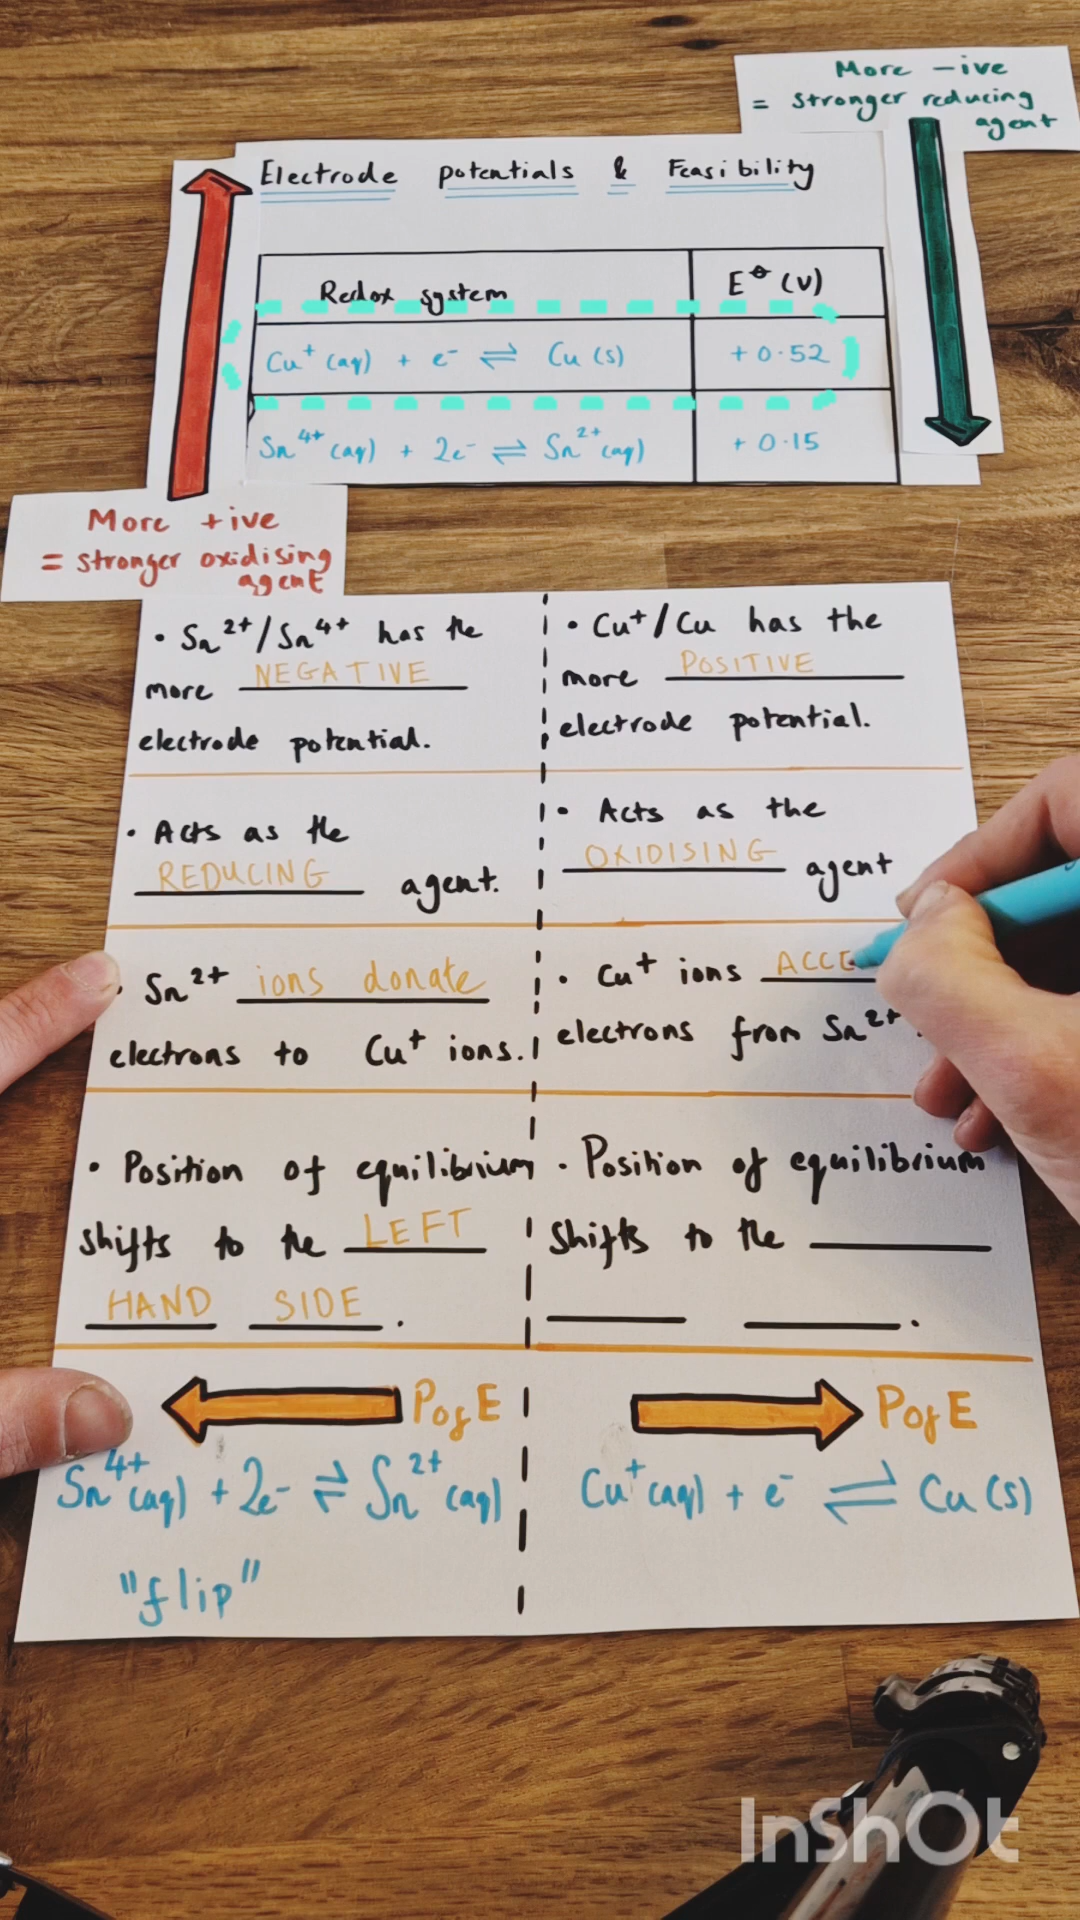 More -ive
= stronger reducing
agent
Electrode potentials & Feasibility
Redox system
E⦵ (V)
Cu⁺ (aq) + e⁻ ⇌ Cu (s)
+ 0.52
Sn⁴⁺ (aq) + 2e⁻ ⇌ Sn²⁺ (aq)
+ 0.15
More +ive
= stronger oxidising
agent
• Sn²⁺/Sn⁴⁺ has the
more NEGATIVE
electrode potential.
• Cu⁺/Cu has the
more POSITIVE
electrode potential.
• Acts as the
REDUCING agent.
• Acts as the
OXIDISING agent
• Sn²⁺ ions donate
electrons to Cu⁺ ions.
• Cu⁺ ions ACCE
electrons from Sn²⁺
• Position of equilibrium
shifts to the LEFT
HAND SIDE.
• Position of equilibrium
shifts to the
PofE
Sn⁴⁺(aq) + 2e⁻ ⇌ Sn²⁺(aq)
"flip"
PofE
Cu⁺(aq) + e⁻ ⇌ Cu (s)
InShOt